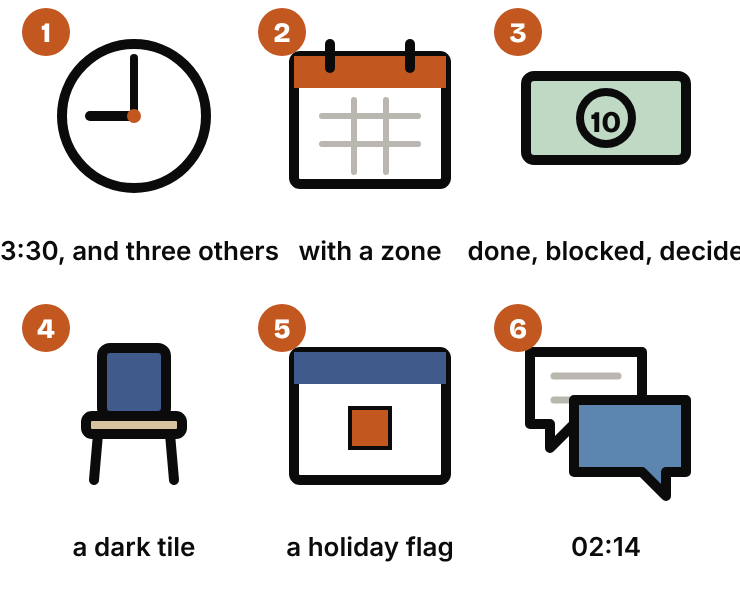 1
2
3
10
3:30, and three others
with a zone
done, blocked, decide
4
5
6
a dark tile
a holiday flag
02:14